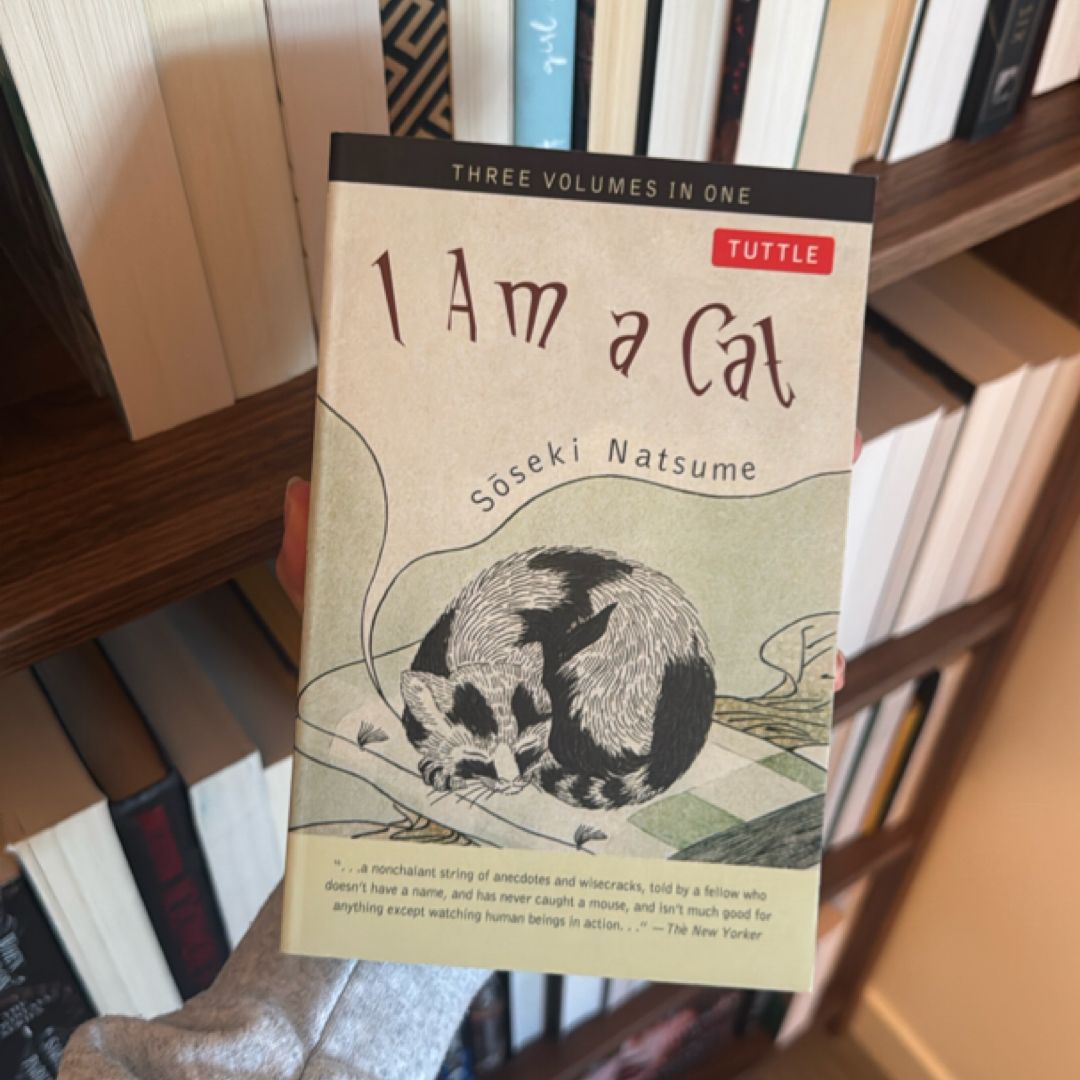 girl
SIX
THREE VOLUMES IN ONE
TUTTLE
I Am a Cat
Sōseki Natsume
“. . .a nonchalant string of anecdotes and wisecracks, told by a fellow who
doesn’t have a name, and has never caught a mouse, and isn’t much good for
anything except watching human beings in action. . .” — The New Yorker